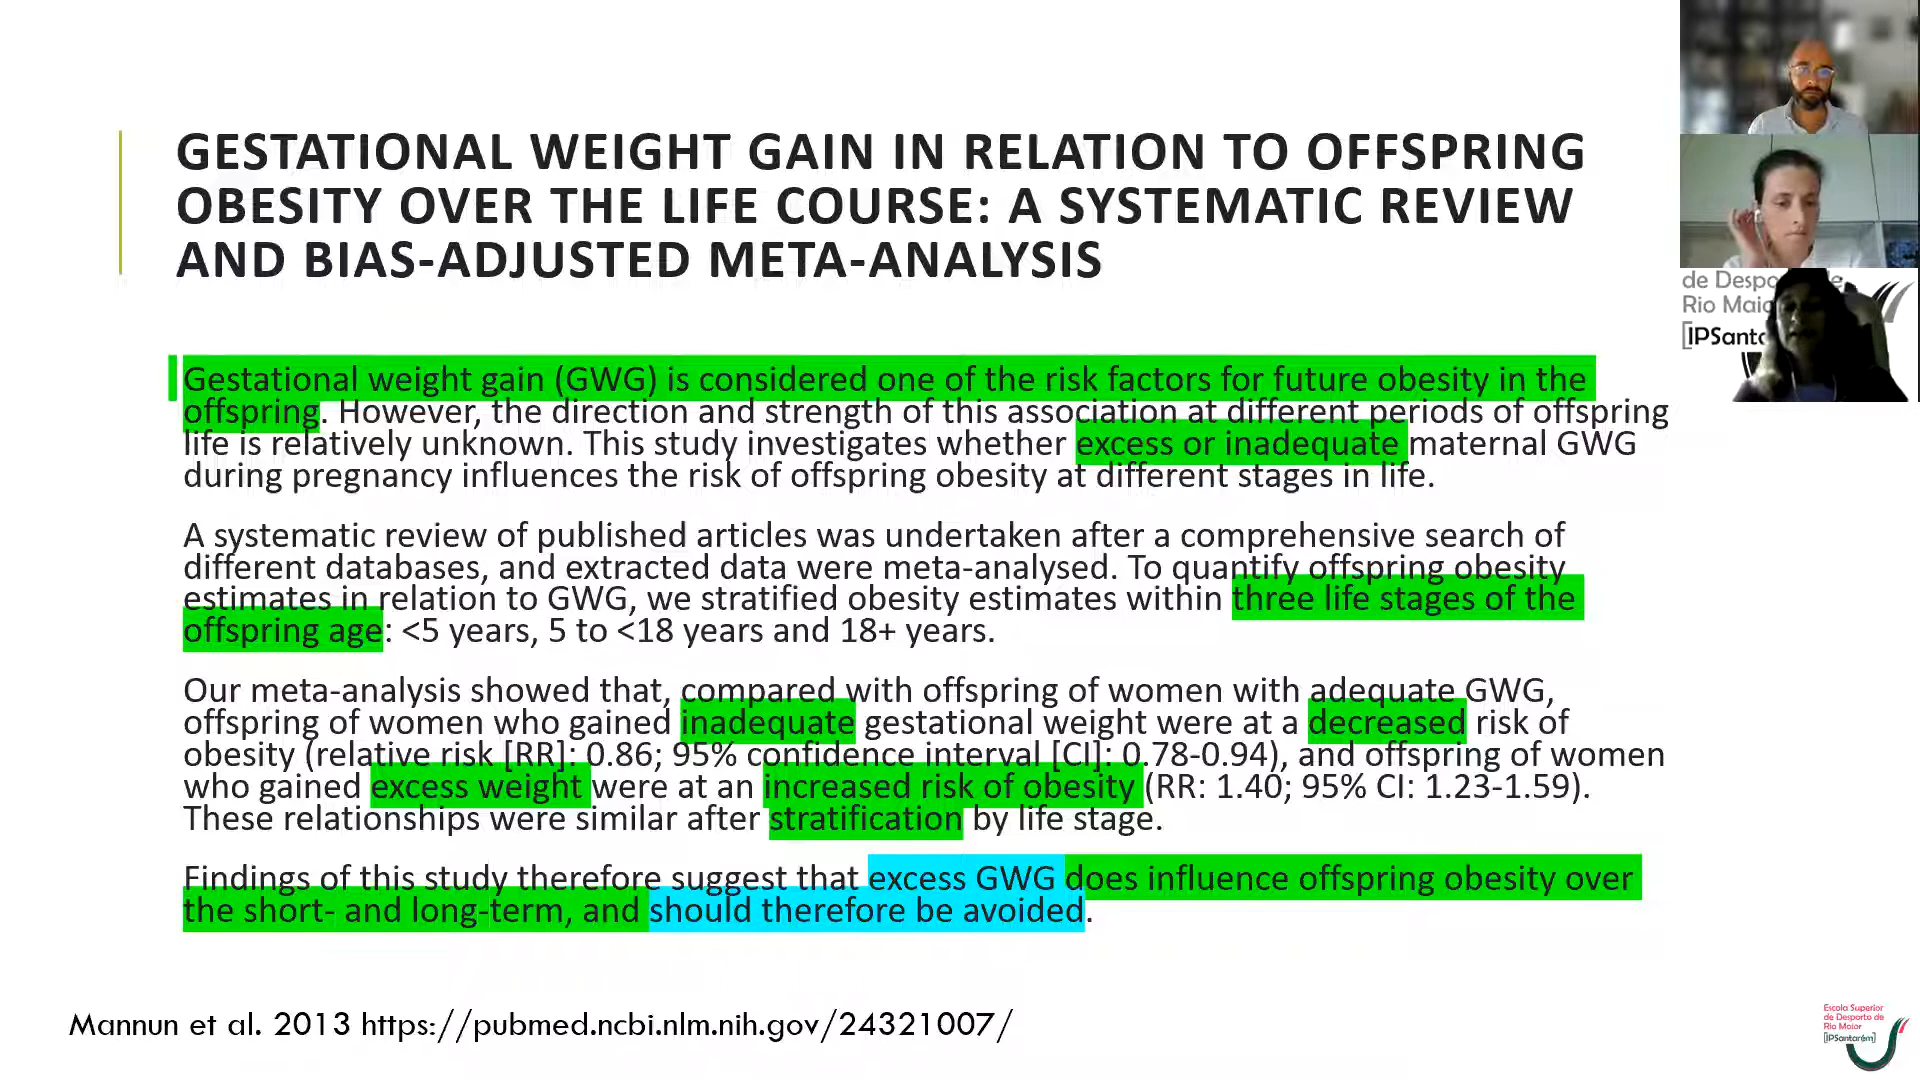 GESTATIONAL WEIGHT GAIN IN RELATION TO OFFSPRING
OBESITY OVER THE LIFE COURSE: A SYSTEMATIC REVIEW
AND BIAS-ADJUSTED META-ANALYSIS
Gestational weight gain (GWG) is considered one of the risk factors for future obesity in the
offspring. However, the direction and strength of this association at different periods of offspring
life is relatively unknown. This study investigates whether excess or inadequate maternal GWG
during pregnancy influences the risk of offspring obesity at different stages in life.
A systematic review of published articles was undertaken after a comprehensive search of
different databases, and extracted data were meta-analysed. To quantify offspring obesity
estimates in relation to GWG, we stratified obesity estimates within three life stages of the
offspring age: <5 years, 5 to <18 years and 18+ years.
Our meta-analysis showed that, compared with offspring of women with adequate GWG,
offspring of women who gained inadequate gestational weight were at a decreased risk of
obesity (relative risk [RR]: 0.86; 95% confidence interval [CI]: 0.78-0.94), and offspring of women
who gained excess weight were at an increased risk of obesity (RR: 1.40; 95% CI: 1.23-1.59).
These relationships were similar after stratification by life stage.
Findings of this study therefore suggest that excess GWG does influence offspring obesity over
the short- and long-term, and should therefore be avoided.
Mannun et al. 2013 https://pubmed.ncbi.nlm.nih.gov/24321007/
de Despo
Rio Maio
[IPSanta
Escola Superior
de Desporto de
Rio Maior
[IPSantarém]